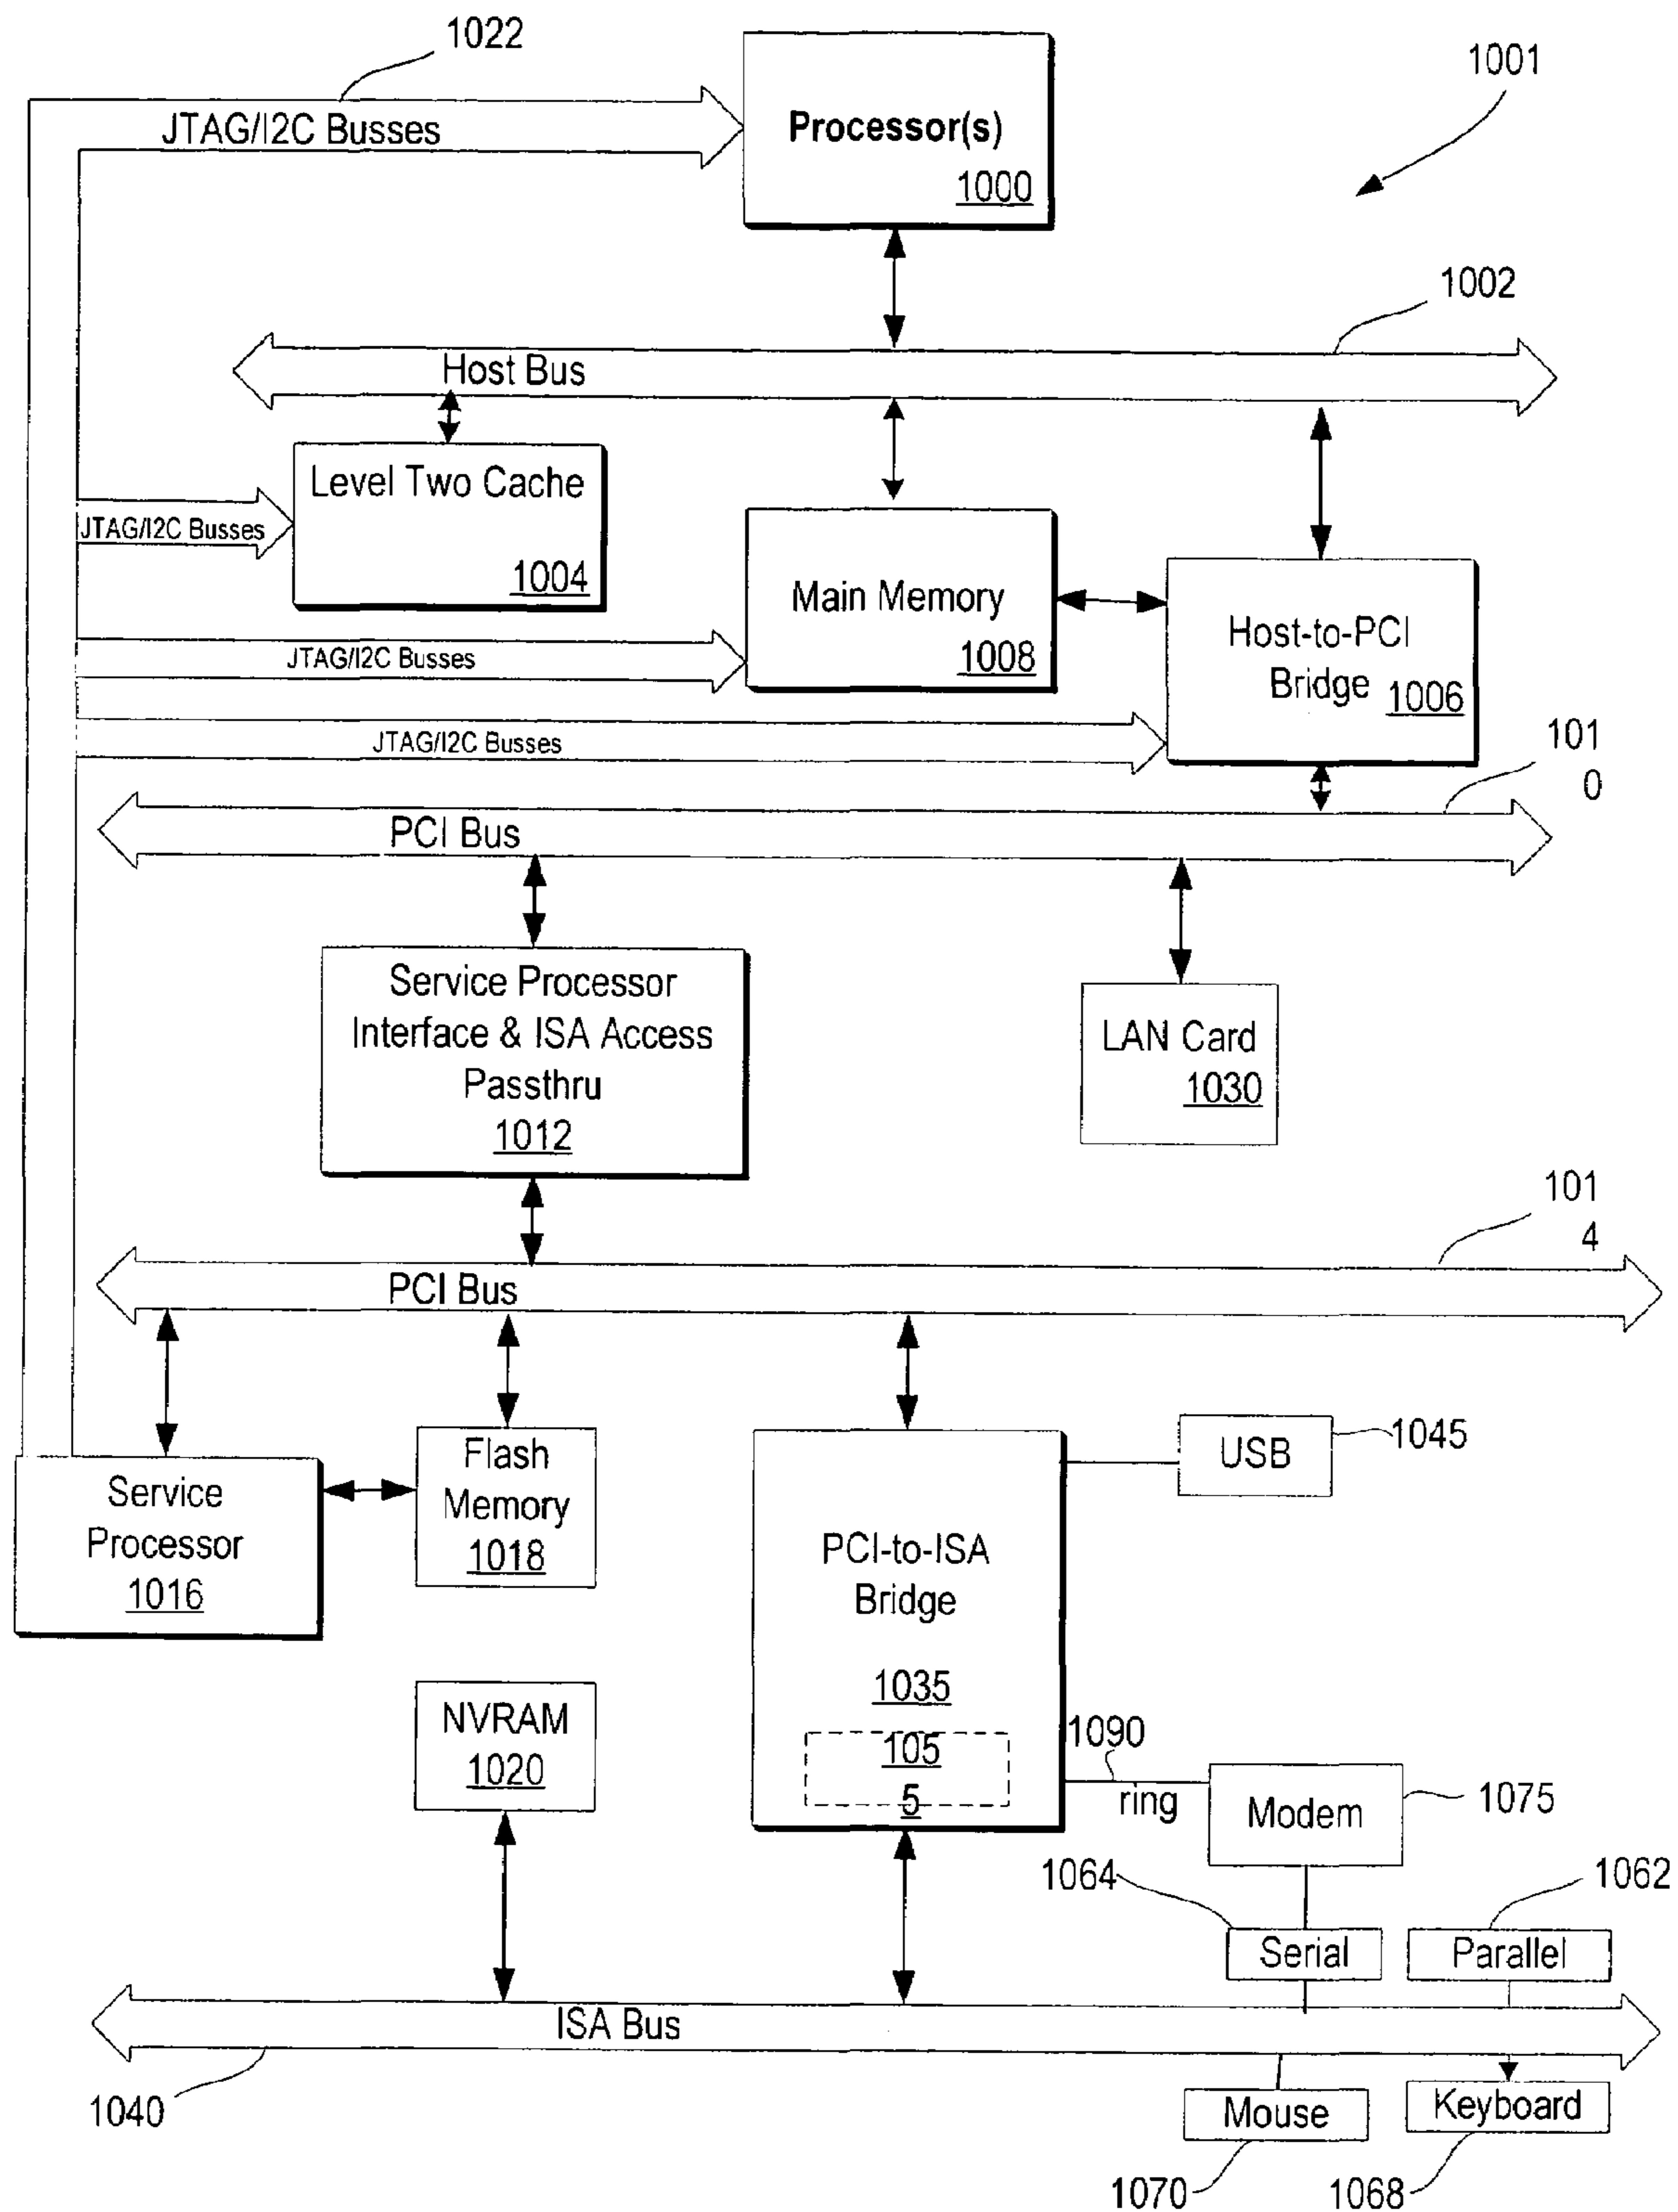 1022
1001
JTAG/I2C Busses
Processor(s)
1000
1002
Host Bus
Level Two Cache
1004
JTAG/I2C Busses
Main Memory
1008
Host-to-PCI
Bridge
1006
JTAG/I2C Busses
JTAG/I2C Busses
101
0
PCI Bus
Service Processor
Interface & ISA Access
Passthru
1012
LAN Card
1030
101
4
PCI Bus
Service
Processor
1016
Flash
Memory
1018
PCI-to-ISA
Bridge
1035
105
5
USB
1045
NVRAM
1020
1090
ring
Modem
1075
1064
1062
Serial
Parallel
ISA Bus
1040
Mouse
Keyboard
1070
1068